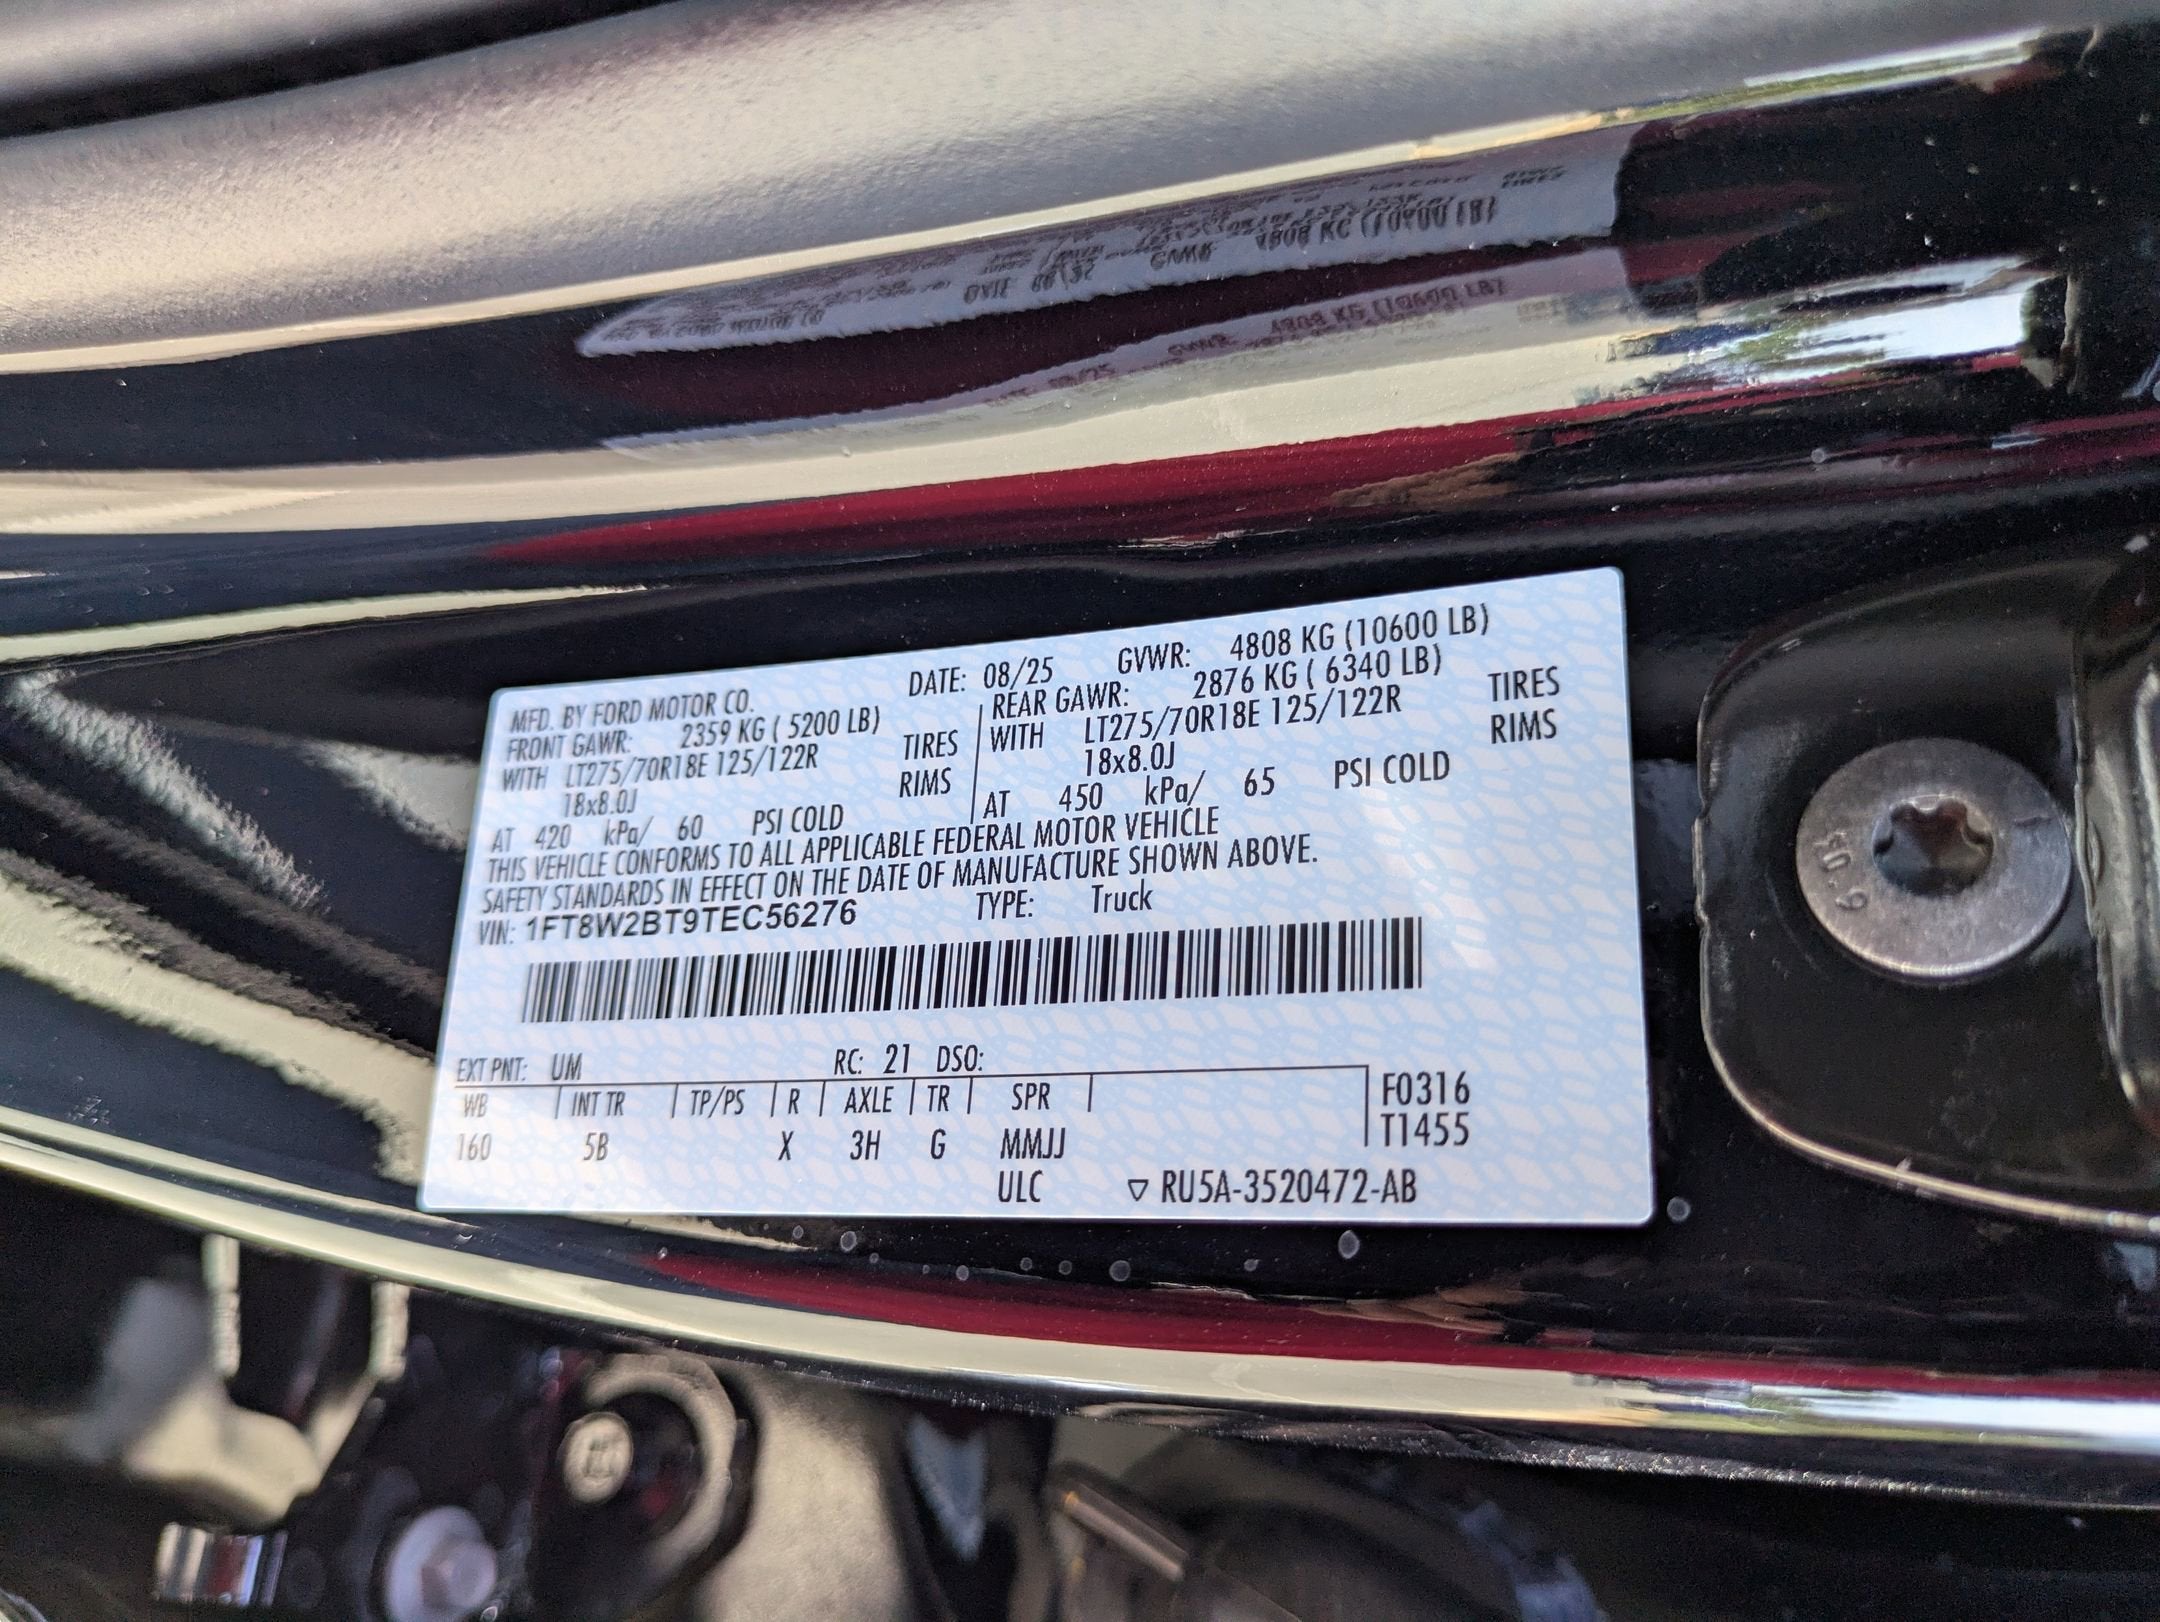 MFD. BY FORD MOTOR CO. DATE: 08/25 GVWR: 4808 KG (10600 LB)
FRONT GAWR: 2359 KG ( 5200 LB) REAR GAWR: 2876 KG ( 6340 LB)
WITH LT275/70R18E 125/122R TIRES WITH LT275/70R18E 125/122R TIRES
18x8.0J RIMS 18x8.0J RIMS
AT 420 kPa/ 60 PSI COLD AT 450 kPa/ 65 PSI COLD
THIS VEHICLE CONFORMS TO ALL APPLICABLE FEDERAL MOTOR VEHICLE
SAFETY STANDARDS IN EFFECT ON THE DATE OF MANUFACTURE SHOWN ABOVE.
VIN: 1FT8W2BT9TEC56276 TYPE: Truck
EXT PNT: UM RC: 21 DSO:
WB INT TR TP/PS R AXLE TR SPR F0316
160 5B X 3H G MMJJ T1455
ULC ▽ RU5A-3520472-AB